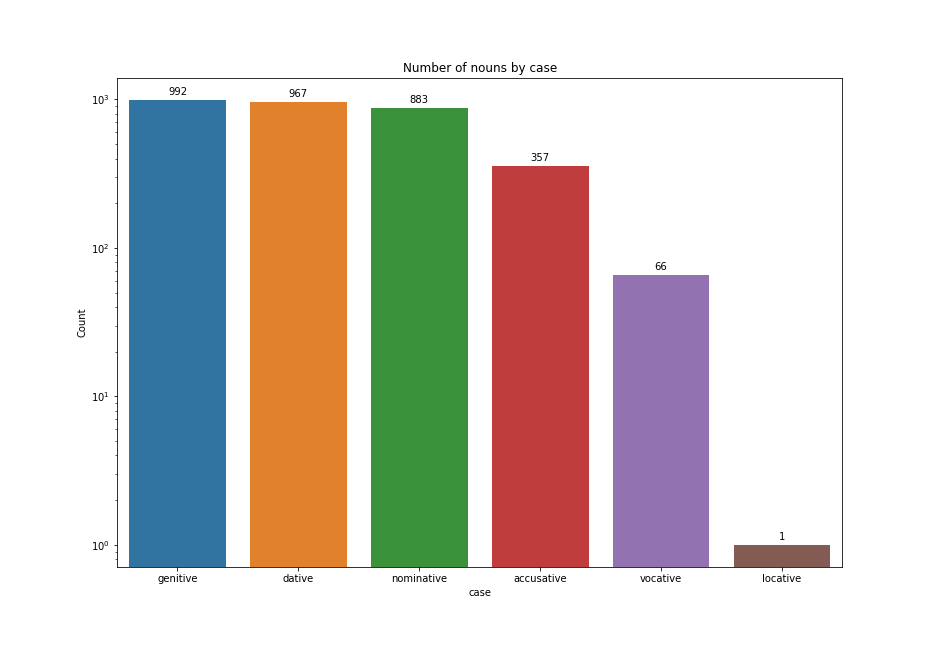 Number of nouns by case
992
967
883
357
66
1
10³
10²
10¹
10⁰
Count
genitive dative nominative accusative vocative locative
case